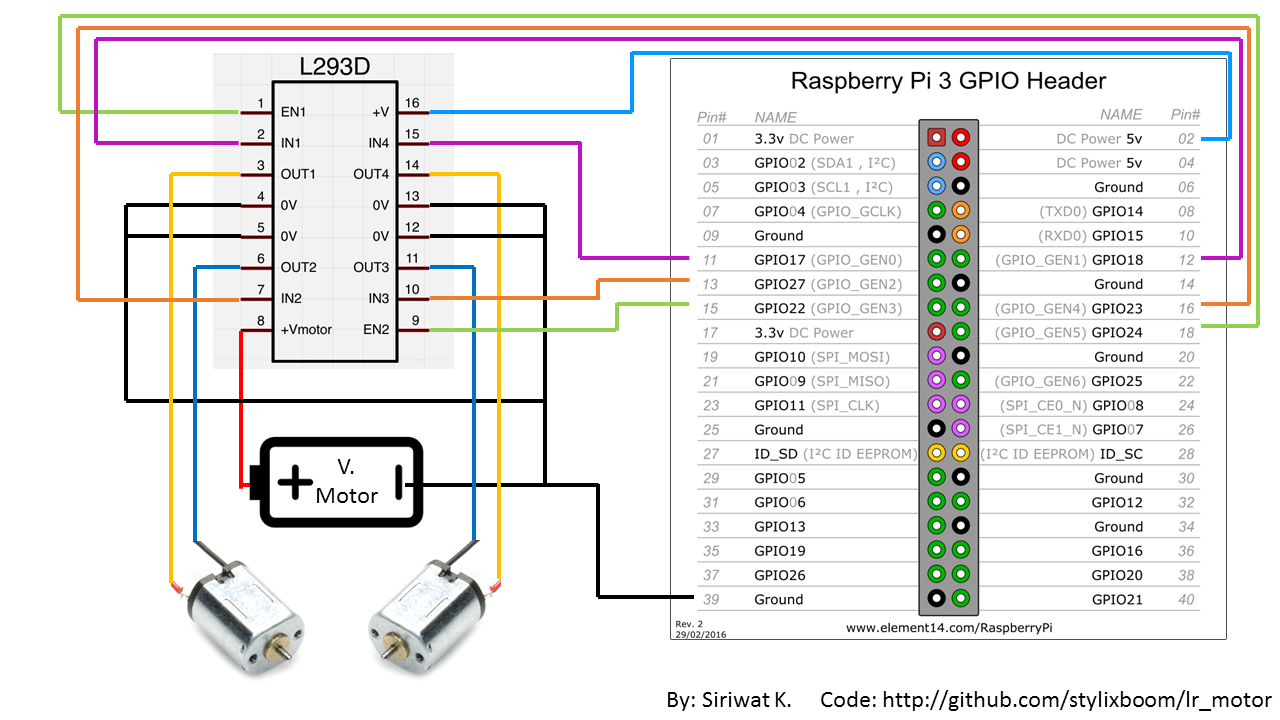 L293D
1 EN1 +V 16
2 IN1 IN4 15
3 OUT1 OUT4 14
4 0V 0V 13
5 0V 0V 12
6 OUT2 OUT3 11
7 IN2 IN3 10
8 +Vmotor EN2 9
V.
Motor
Raspberry Pi 3 GPIO Header
Pin# NAME NAME Pin#
01 3.3v DC Power DC Power 5v 02
03 GPIO02 (SDA1 , I²C) DC Power 5v 04
05 GPIO03 (SCL1 , I²C) Ground 06
07 GPIO04 (GPIO_GCLK) (TXD0) GPIO14 08
09 Ground (RXD0) GPIO15 10
11 GPIO17 (GPIO_GEN0) (GPIO_GEN1) GPIO18 12
13 GPIO27 (GPIO_GEN2) Ground 14
15 GPIO22 (GPIO_GEN3) (GPIO_GEN4) GPIO23 16
17 3.3v DC Power (GPIO_GEN5) GPIO24 18
19 GPIO10 (SPI_MOSI) Ground 20
21 GPIO09 (SPI_MISO) (GPIO_GEN6) GPIO25 22
23 GPIO11 (SPI_CLK) (SPI_CE0_N) GPIO08 24
25 Ground (SPI_CE1_N) GPIO07 26
27 ID_SD (I²C ID EEPROM) (I²C ID EEPROM) ID_SC 28
29 GPIO05 Ground 30
31 GPIO06 GPIO12 32
33 GPIO13 Ground 34
35 GPIO19 GPIO16 36
37 GPIO26 GPIO20 38
39 Ground GPIO21 40
Rev. 2
29/02/2016
www.element14.com/RaspberryPi
By: Siriwat K. Code: http://github.com/stylixboom/lr_motor